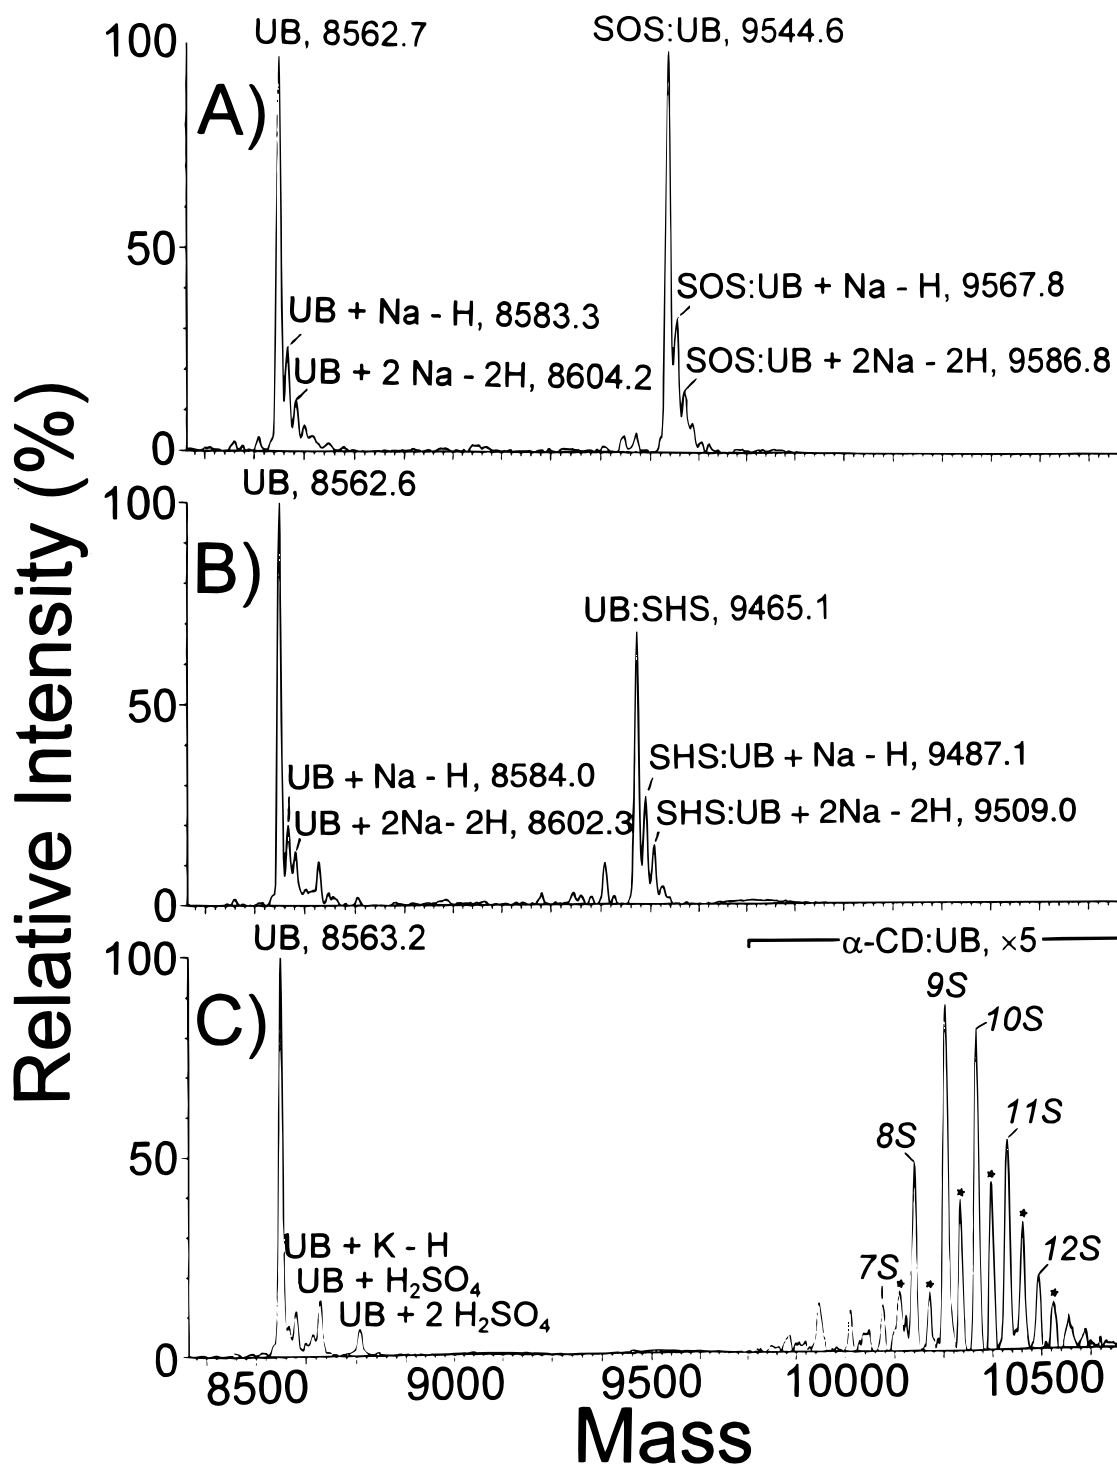 Relative Intensity (%)
100
50
0
A)
UB, 8562.7
SOS:UB, 9544.6
UB + Na - H, 8583.3
UB + 2 Na - 2H, 8604.2
SOS:UB + Na - H, 9567.8
SOS:UB + 2Na - 2H, 9586.8
100
50
0
B)
UB, 8562.6
UB:SHS, 9465.1
UB + Na - H, 8584.0
UB + 2Na- 2H, 8602.3
SHS:UB + Na - H, 9487.1
SHS:UB + 2Na - 2H, 9509.0
100
50
0
C)
UB, 8563.2
α-CD:UB, ×5
9S
10S
11S
8S
7S
12S
*
*
*
*
*
*
UB + K - H
UB + H₂SO₄
UB + 2 H₂SO₄
8500 9000 9500 10000 10500
Mass